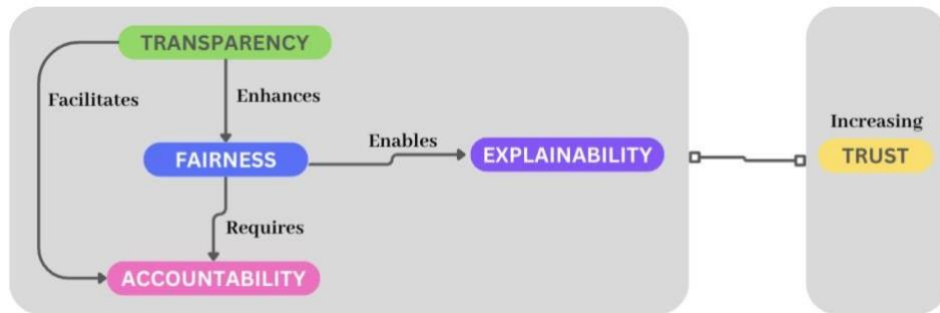 TRANSPARENCY
Facilitates
Enhances
FAIRNESS
Enables
EXPLAINABILITY
Requires
ACCOUNTABILITY
Increasing
TRUST